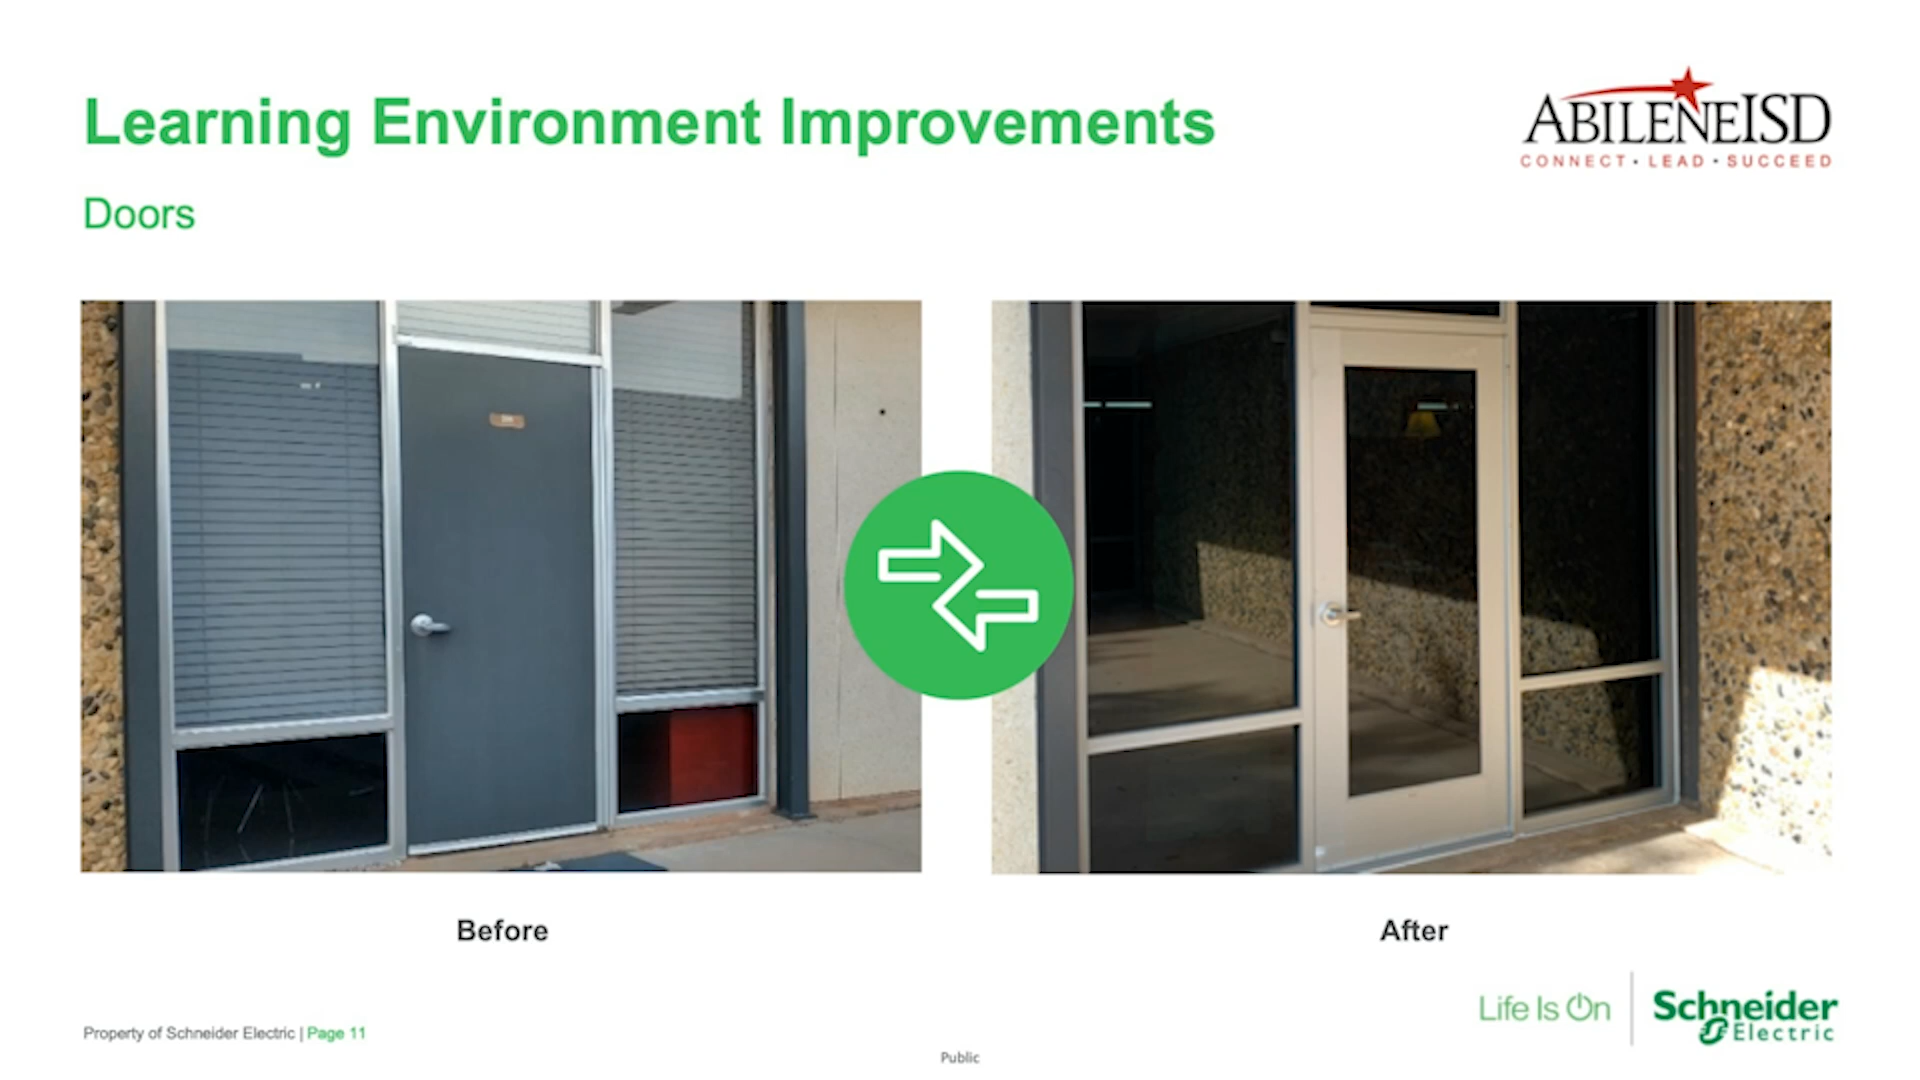 Learning Environment Improvements
ABILENEISD
CONNECT • LEAD • SUCCEED
Doors
Before
After
Life Is On
Schneider
Electric
Property of Schneider Electric | Page 11
Public